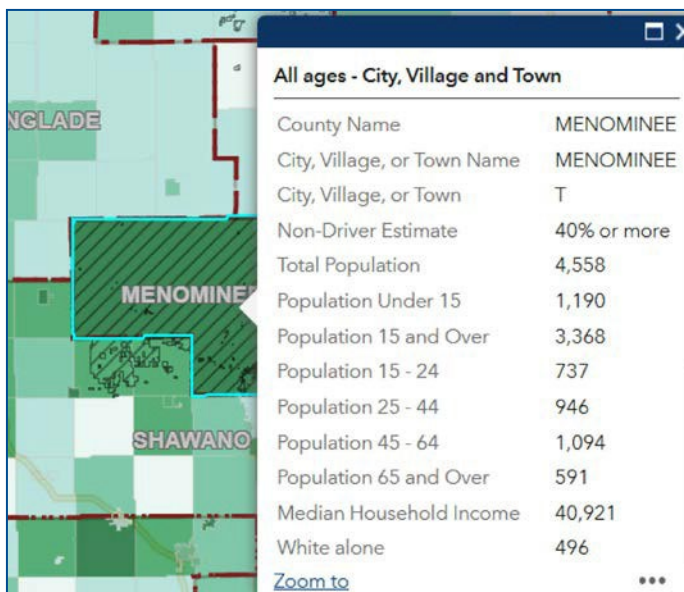 All ages - City, Village and Town
County Name MENOMINEE
City, Village, or Town Name MENOMINEE
City, Village, or Town T
Non-Driver Estimate 40% or more
Total Population 4,558
Population Under 15 1,190
Population 15 and Over 3,368
Population 15 - 24 737
Population 25 - 44 946
Population 45 - 64 1,094
Population 65 and Over 591
Median Household Income 40,921
White alone 496
Zoom to
NGLADE
MENOMINEE
SHAWANO